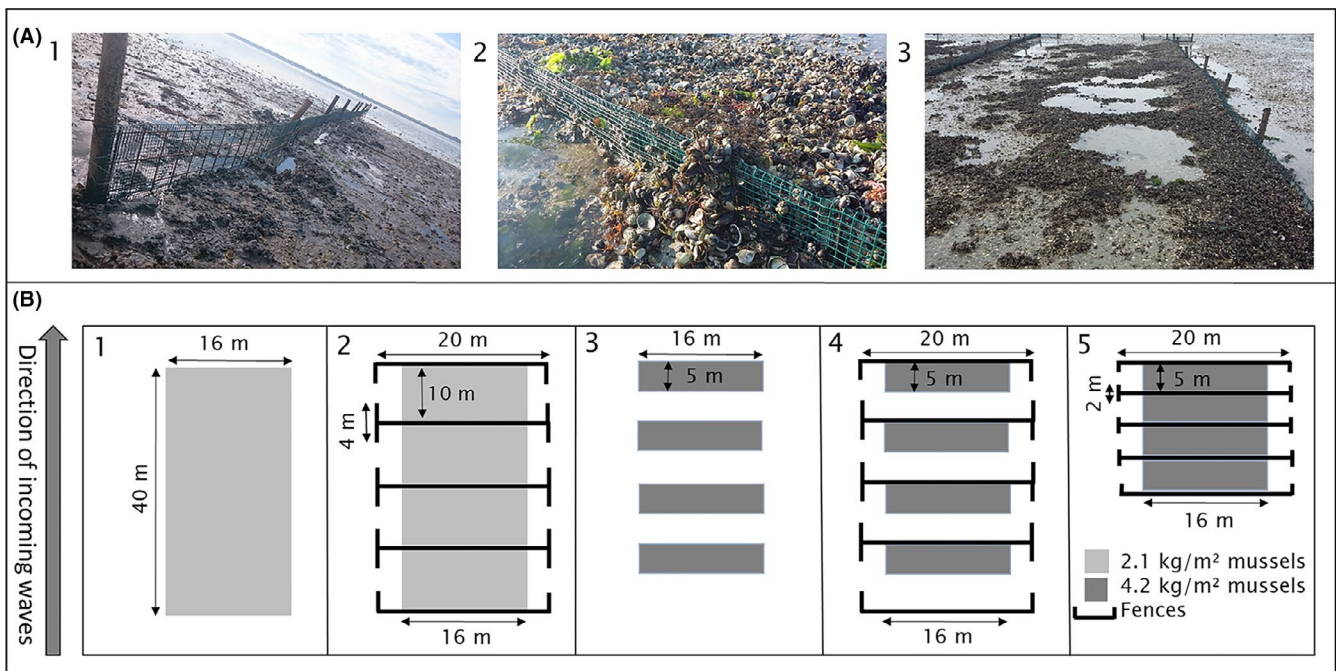 (A)
1
2
3
(B)
Direction of incoming waves
1
16 m
40 m
2
20 m
10 m
4 m
16 m
3
16 m
5 m
4
20 m
5 m
16 m
5
20 m
5 m
2 m
16 m
2.1 kg/m² mussels
4.2 kg/m² mussels
Fences